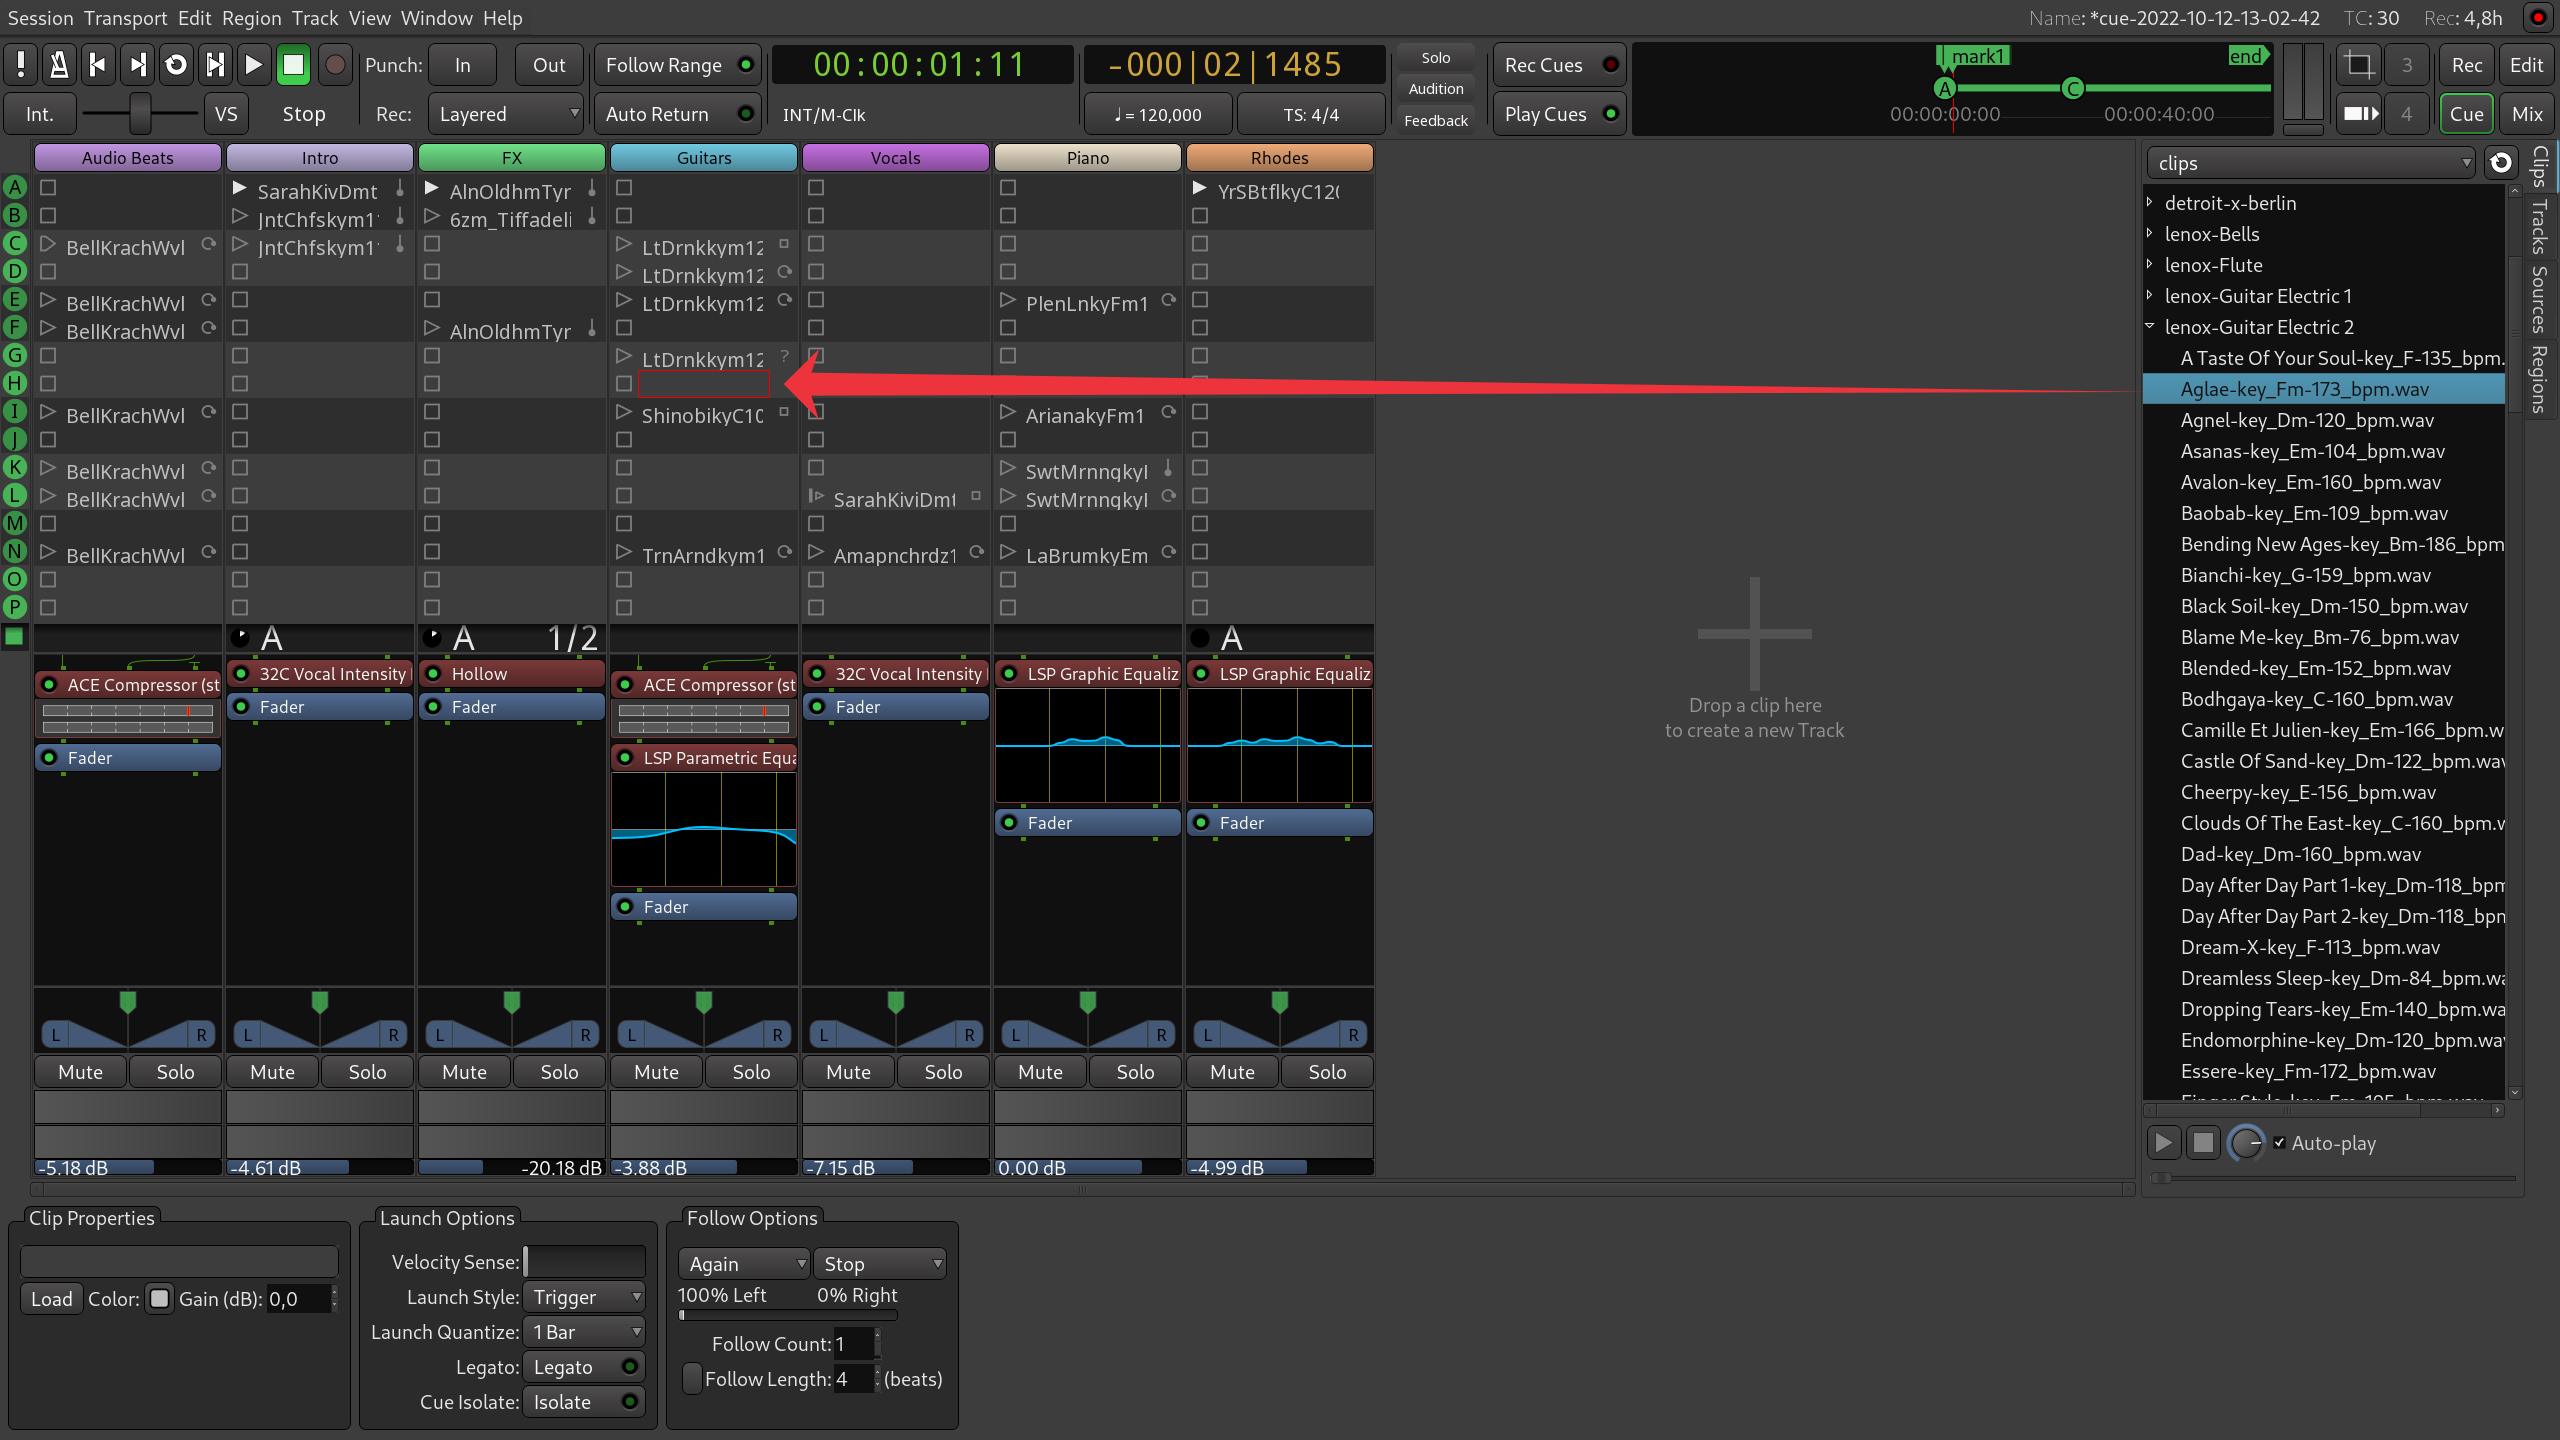 Session Transport Edit Region Track View Window Help
Name: *cue-2022-10-12-13-02-42 TC: 30 Rec: 4,8h
Punch: In Out Follow Range 00:00:01:11 -000|02|1485 Solo Rec Cues mark1 end 3 Rec Edit
Audition
Int. VS Stop Rec: Layered Auto Return INT/M-Clk ♩ = 120,000 TS: 4/4 Feedback Play Cues A C 00:00:00:00 00:00:40:00 4 Cue Mix
Audio Beats Intro FX Guitars Vocals Piano Rhodes
A SarahKivDmt AlnOldhmTyr YrSBtflkyC120
B JntChfskym1 6zm_Tiffadeli
C BellKrachWvl JntChfskym1 LtDrnkkym12
D LtDrnkkym12
E BellKrachWvl LtDrnkkym12 PlenLnkyFm1
F BellKrachWvl AlnOldhmTyr
G LtDrnkkym12 ?
H
I BellKrachWvl ShinobikyC10 ArianakyFm1
J
K BellKrachWvl SwtMrnngkyl
L BellKrachWvl SarahKiviDmt SwtMrnngkyl
M
N BellKrachWvl TrnArndkym1 Amapnchrdz1 LaBrumkyEm
O
P
A A 1/2 A
ACE Compressor (st 32C Vocal Intensity Hollow ACE Compressor (st 32C Vocal Intensity LSP Graphic Equaliz LSP Graphic Equaliz
Fader Fader Fader
Fader LSP Parametric Equa
Fader Fader
Fader
L R L R L R L R L R L R L R
Mute Solo Mute Solo Mute Solo Mute Solo Mute Solo Mute Solo Mute Solo
-5.18 dB -4.61 dB -20.18 dB -3.88 dB -7.15 dB 0.00 dB -4.99 dB
Drop a clip here
to create a new Track
clips
Clips
Tracks
Sources
Regions
detroit-x-berlin
lenox-Bells
lenox-Flute
lenox-Guitar Electric 1
lenox-Guitar Electric 2
A Taste Of Your Soul-key_F-135_bpm.
Aglae-key_Fm-173_bpm.wav
Agnel-key_Dm-120_bpm.wav
Asanas-key_Em-104_bpm.wav
Avalon-key_Em-160_bpm.wav
Baobab-key_Em-109_bpm.wav
Bending New Ages-key_Bm-186_bpm
Bianchi-key_G-159_bpm.wav
Black Soil-key_Dm-150_bpm.wav
Blame Me-key_Bm-76_bpm.wav
Blended-key_Em-152_bpm.wav
Bodhgaya-key_C-160_bpm.wav
Camille Et Julien-key_Em-166_bpm.w
Castle Of Sand-key_Dm-122_bpm.wav
Cheerpy-key_E-156_bpm.wav
Clouds Of The East-key_C-160_bpm.w
Dad-key_Dm-160_bpm.wav
Day After Day Part 1-key_Dm-118_bpm
Day After Day Part 2-key_Dm-118_bpm
Dream-X-key_F-113_bpm.wav
Dreamless Sleep-key_Dm-84_bpm.wa
Dropping Tears-key_Em-140_bpm.wa
Endomorphine-key_Dm-120_bpm.wav
Essere-key_Fm-172_bpm.wav
Auto-play
Clip Properties
Load Color: Gain (dB): 0,0
Launch Options
Velocity Sense:
Launch Style: Trigger
Launch Quantize: 1 Bar
Legato: Legato
Cue Isolate: Isolate
Follow Options
Again Stop
100% Left 0% Right
Follow Count: 1
Follow Length: 4 (beats)